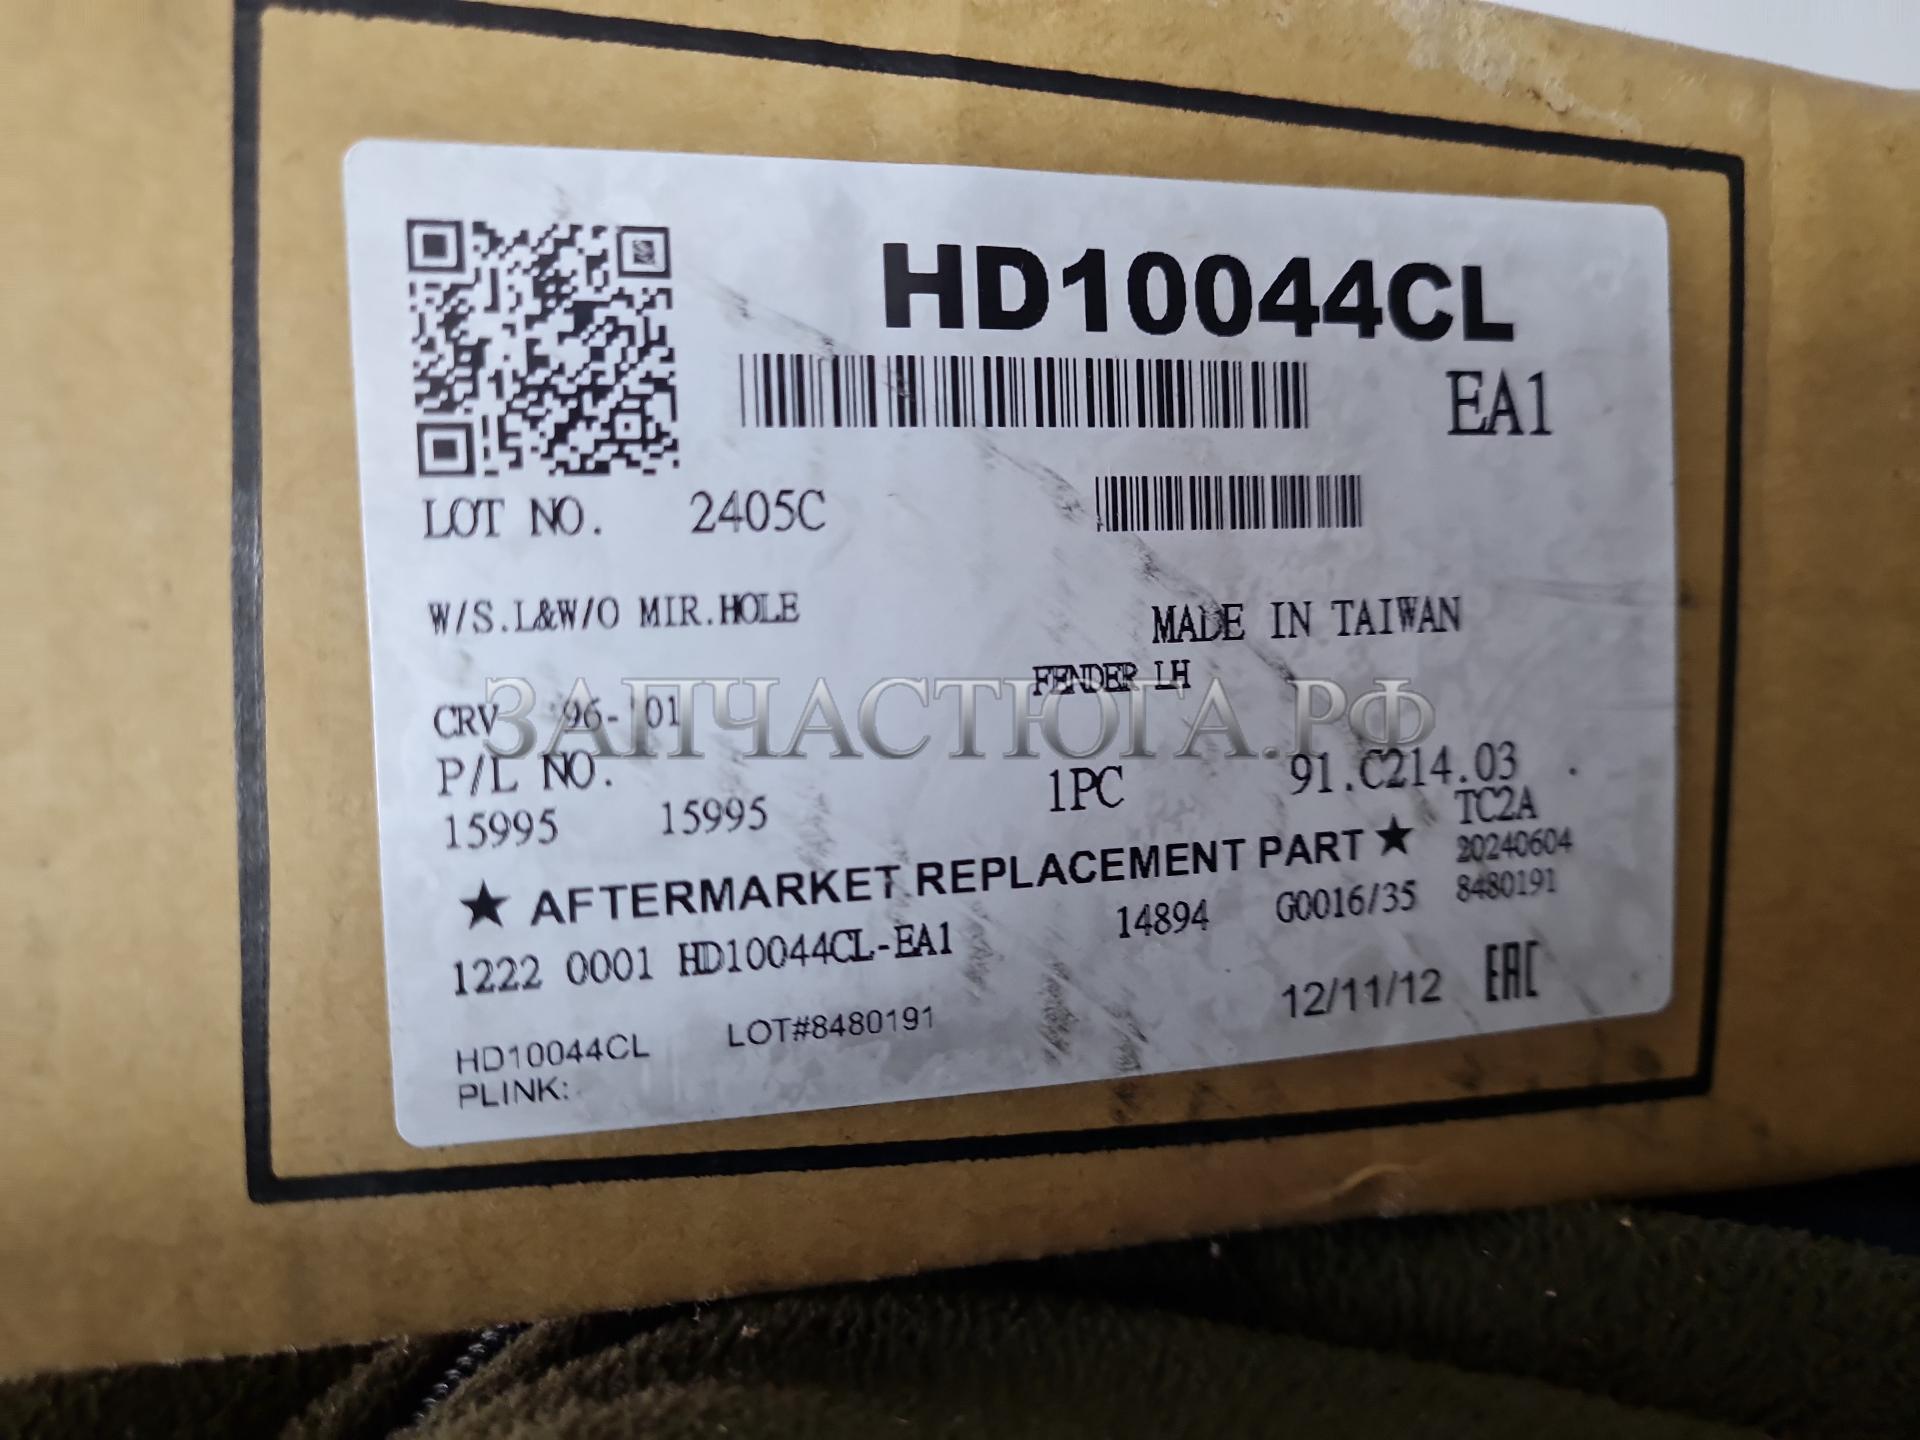 HD10044CL
EA1
LOT NO. 2405C
W/S.L&W/O MIR.HOLE
MADE IN TAIWAN
FENDER LH
CRV '96-'01
ЗАПЧАСТЮГА.РФ
P/L NO.
1PC 91.C214.03
15995 15995
TC2A
★ AFTERMARKET REPLACEMENT PART ★
20240604
1222 0001 HD10044CL-EA1 14894 G0016/35 8480191
HD10044CL LOT#8480191 12/11/12 EAC
PLINK: